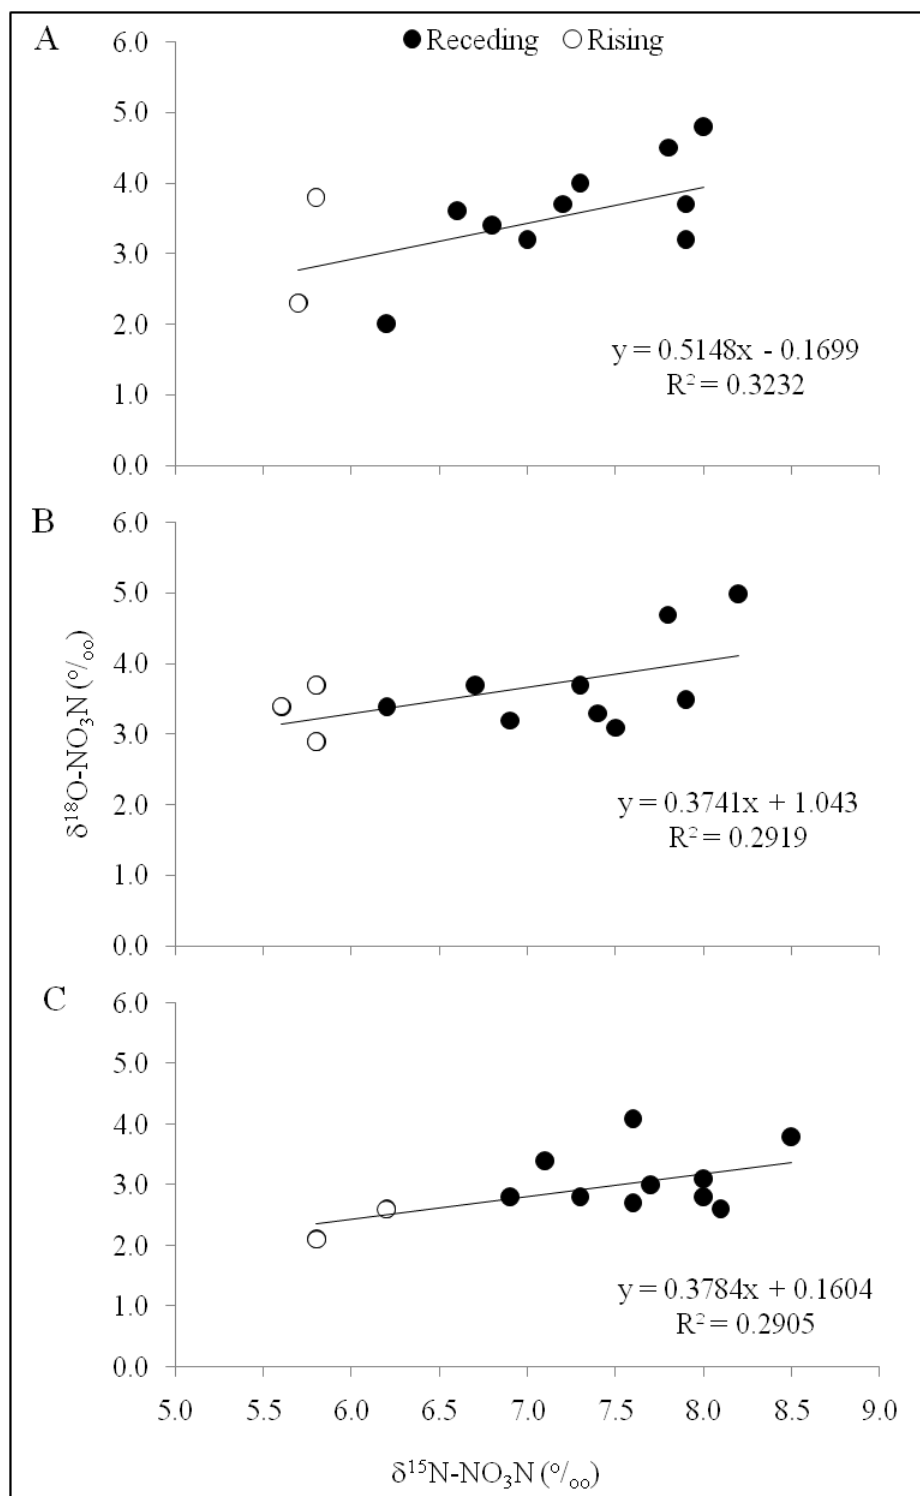 A
Receding Rising
6.0
5.0
4.0
3.0
2.0
1.0
0.0
y = 0.5148x - 0.1699
R² = 0.3232
B
6.0
5.0
4.0
3.0
2.0
1.0
0.0
y = 0.3741x + 1.043
R² = 0.2919
δ¹⁸O-NO₃N (º/ₒₒ)
C
6.0
5.0
4.0
3.0
2.0
1.0
0.0
y = 0.3784x + 0.1604
R² = 0.2905
5.0 5.5 6.0 6.5 7.0 7.5 8.0 8.5 9.0
δ¹⁵N-NO₃N (º/ₒₒ)